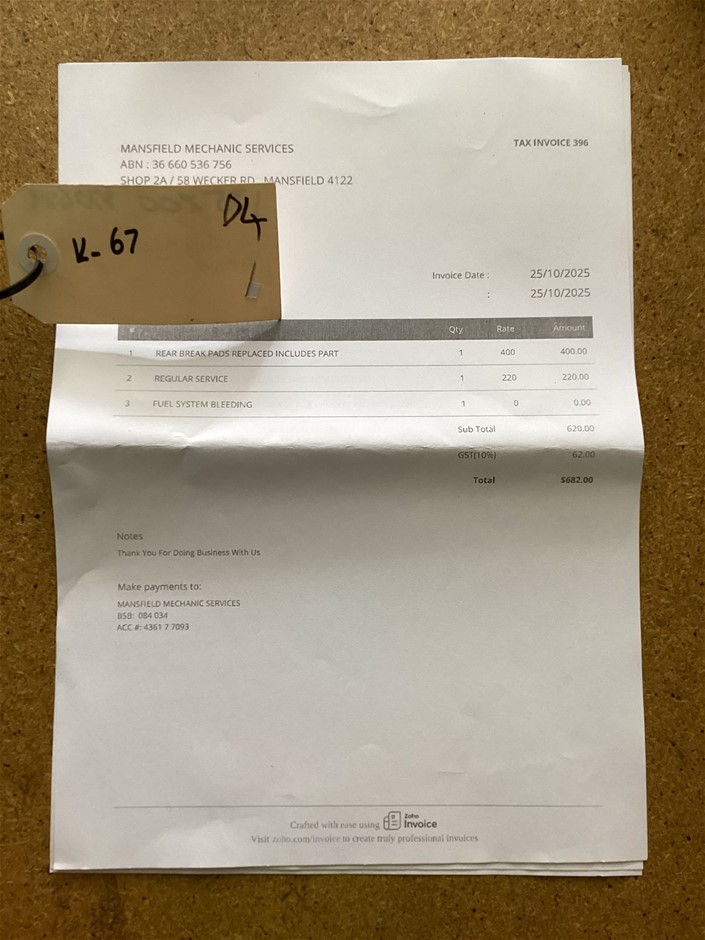 MANSFIELD MECHANIC SERVICES
TAX INVOICE 396
ABN : 36 660 536 756
SHOP 2A / 58 WECKER RD, MANSFIELD 4122
D4
K-67
Invoice Date : 25/10/2025
: 25/10/2025
# Qty Rate Amount
1 REAR BREAK PADS REPLACED INCLUDES PART 1 400 400.00
2 REGULAR SERVICE 1 220 220.00
3 FUEL SYSTEM BLEEDING 1 0 0.00
Sub Total 620.00
GST(10%) 62.00
Total $682.00
Notes
Thank You For Doing Business With Us
Make payments to:
MANSFIELD MECHANIC SERVICES
BSB: 084 034
ACC #: 4361 7 7093
Crafted with ease using Zoho Invoice
Visit zoho.com/invoice to create truly professional invoices